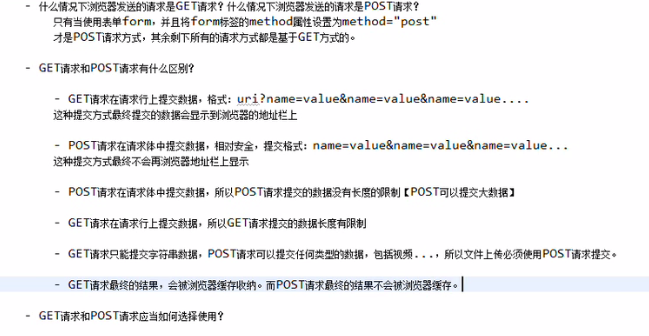 - 什么情况下浏览器发送的请求是GET请求？什么情况下浏览器发送的请求是POST请求？
只有当使用表单form，并且将form标签的method属性设置为method="post"
才是POST请求方式，其余剩下所有的请求方式都是基于GET方式的。
- GET请求和POST请求有什么区别？
- GET请求在请求行上提交数据，格式：uri?name=value&name=value&name=value....
这种提交方式最终提交的数据会显示到浏览器的地址栏上
- POST请求在请求体中提交数据，相对安全，提交格式：name=value&name=value&name=value...
这种提交方式最终不会再浏览器地址栏上显示
- POST请求在请求体中提交数据，所以POST请求提交的数据没有长度的限制【POST可以提交大数据】
- GET请求在请求行上提交数据，所以GET请求提交的数据长度有限制
- GET请求只能提交字符串数据，POST请求可以提交任何类型的数据，包括视频...，所以文件上传必须使用POST请求提交。
- GET请求最终的结果，会被浏览器缓存收纳。而POST请求最终的结果不会被浏览器缓存。
- GET请求和POST请求应当如何选择使用？